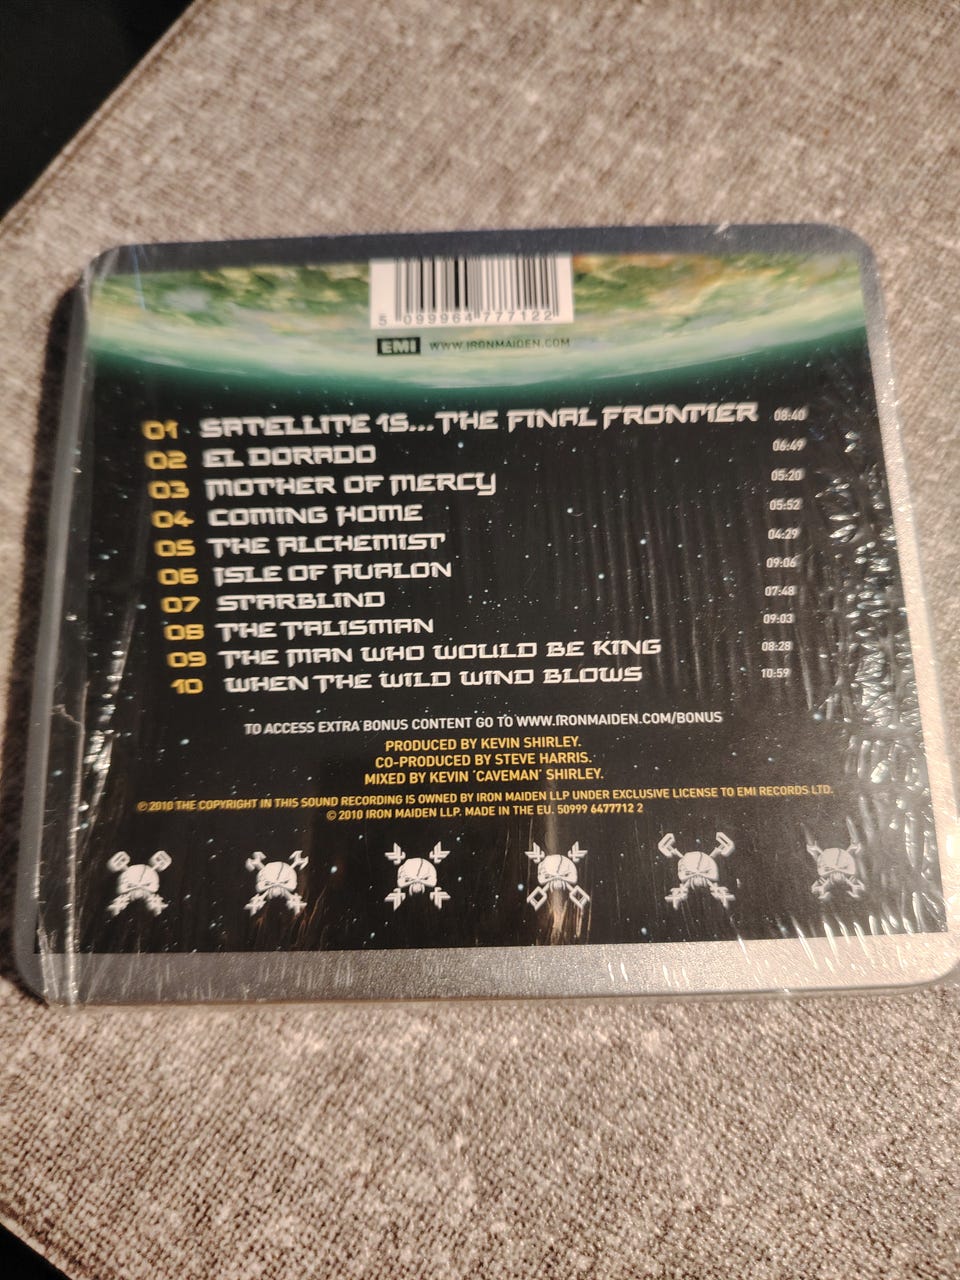 5 099964 777122
EMI WWW.IRONMAIDEN.COM
01 SATELLITE 15...THE FINAL FRONTIER 08:40
02 EL DORADO 06:49
03 MOTHER OF MERCY 05:20
04 COMING HOME 05:52
05 THE ALCHEMIST 04:29
06 ISLE OF AVALON 09:06
07 STARBLIND 07:48
08 THE TALISMAN 09:03
09 THE MAN WHO WOULD BE KING 08:28
10 WHEN THE WILD WIND BLOWS 10:59
TO ACCESS EXTRA BONUS CONTENT GO TO WWW.IRONMAIDEN.COM/BONUS
PRODUCED BY KEVIN SHIRLEY.
CO-PRODUCED BY STEVE HARRIS.
MIXED BY KEVIN 'CAVEMAN' SHIRLEY.
℗ 2010 THE COPYRIGHT IN THIS SOUND RECORDING IS OWNED BY IRON MAIDEN LLP UNDER EXCLUSIVE LICENSE TO EMI RECORDS LTD.
© 2010 IRON MAIDEN LLP. MADE IN THE EU. 50999 6477712 2